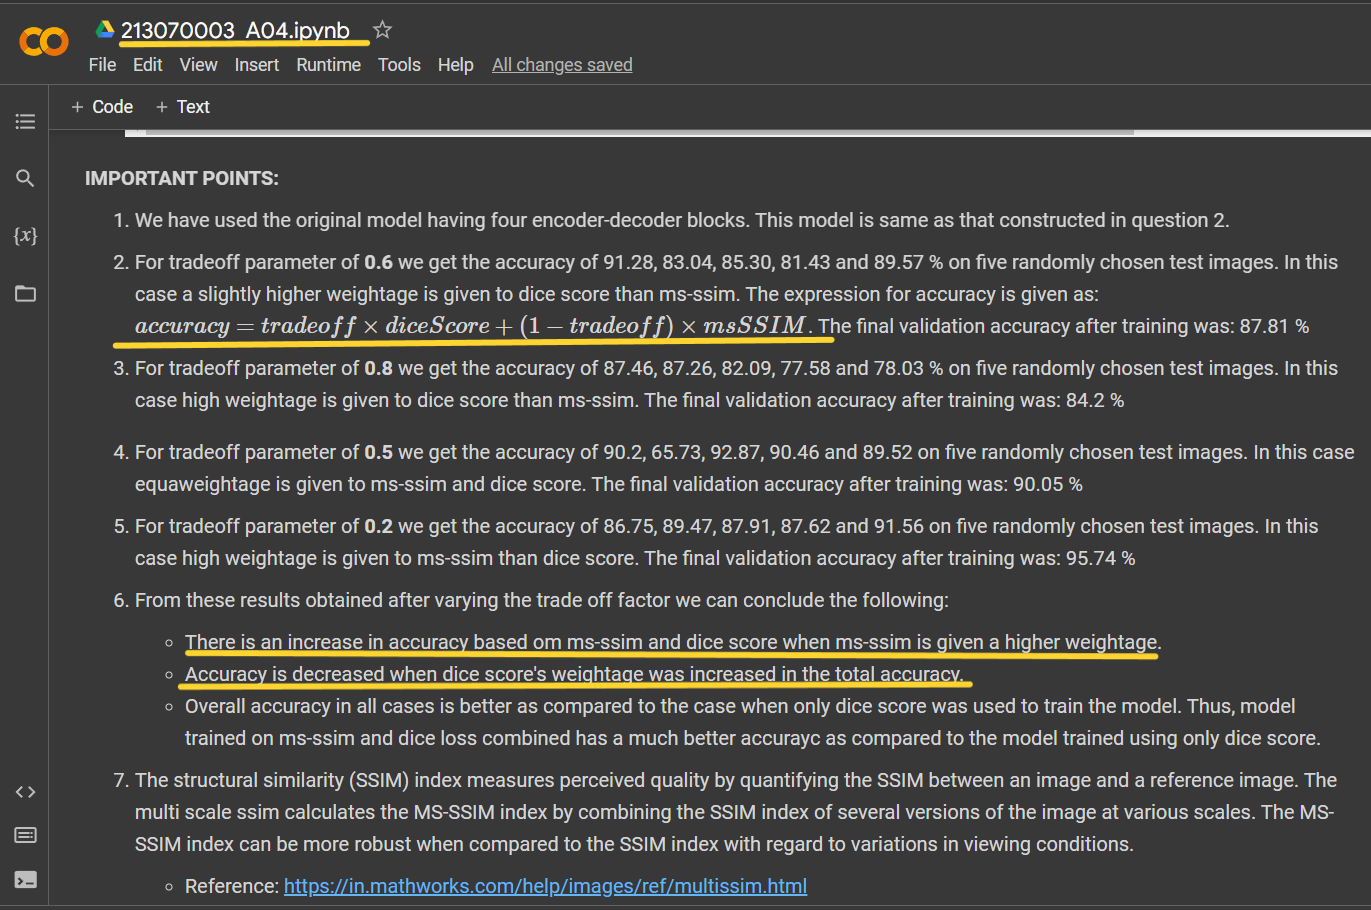 213070003_A04.ipynb
File Edit View Insert Runtime Tools Help All changes saved
+ Code + Text
IMPORTANT POINTS:
1. We have used the original model having four encoder-decoder blocks. This model is same as that constructed in question 2.
2. For tradeoff parameter of 0.6 we get the accuracy of 91.28, 83.04, 85.30, 81.43 and 89.57 % on five randomly chosen test images. In this
case a slightly higher weightage is given to dice score than ms-ssim. The expression for accuracy is given as:
accuracy = tradeoff × diceScore + (1 − tradeoff) × msSSIM. The final validation accuracy after training was: 87.81 %
3. For tradeoff parameter of 0.8 we get the accuracy of 87.46, 87.26, 82.09, 77.58 and 78.03 % on five randomly chosen test images. In this
case high weightage is given to dice score than ms-ssim. The final validation accuracy after training was: 84.2 %
4. For tradeoff parameter of 0.5 we get the accuracy of 90.2, 65.73, 92.87, 90.46 and 89.52 on five randomly chosen test images. In this case
equaweightage is given to ms-ssim and dice score. The final validation accuracy after training was: 90.05 %
5. For tradeoff parameter of 0.2 we get the accuracy of 86.75, 89.47, 87.91, 87.62 and 91.56 on five randomly chosen test images. In this
case high weightage is given to ms-ssim than dice score. The final validation accuracy after training was: 95.74 %
6. From these results obtained after varying the trade off factor we can conclude the following:
○ There is an increase in accuracy based om ms-ssim and dice score when ms-ssim is given a higher weightage.
○ Accuracy is decreased when dice score's weightage was increased in the total accuracy.
○ Overall accuracy in all cases is better as compared to the case when only dice score was used to train the model. Thus, model
trained on ms-ssim and dice loss combined has a much better accurayc as compared to the model trained using only dice score.
7. The structural similarity (SSIM) index measures perceived quality by quantifying the SSIM between an image and a reference image. The
multi scale ssim calculates the MS-SSIM index by combining the SSIM index of several versions of the image at various scales. The MS-
SSIM index can be more robust when compared to the SSIM index with regard to variations in viewing conditions.
○ Reference: https://in.mathworks.com/help/images/ref/multissim.html